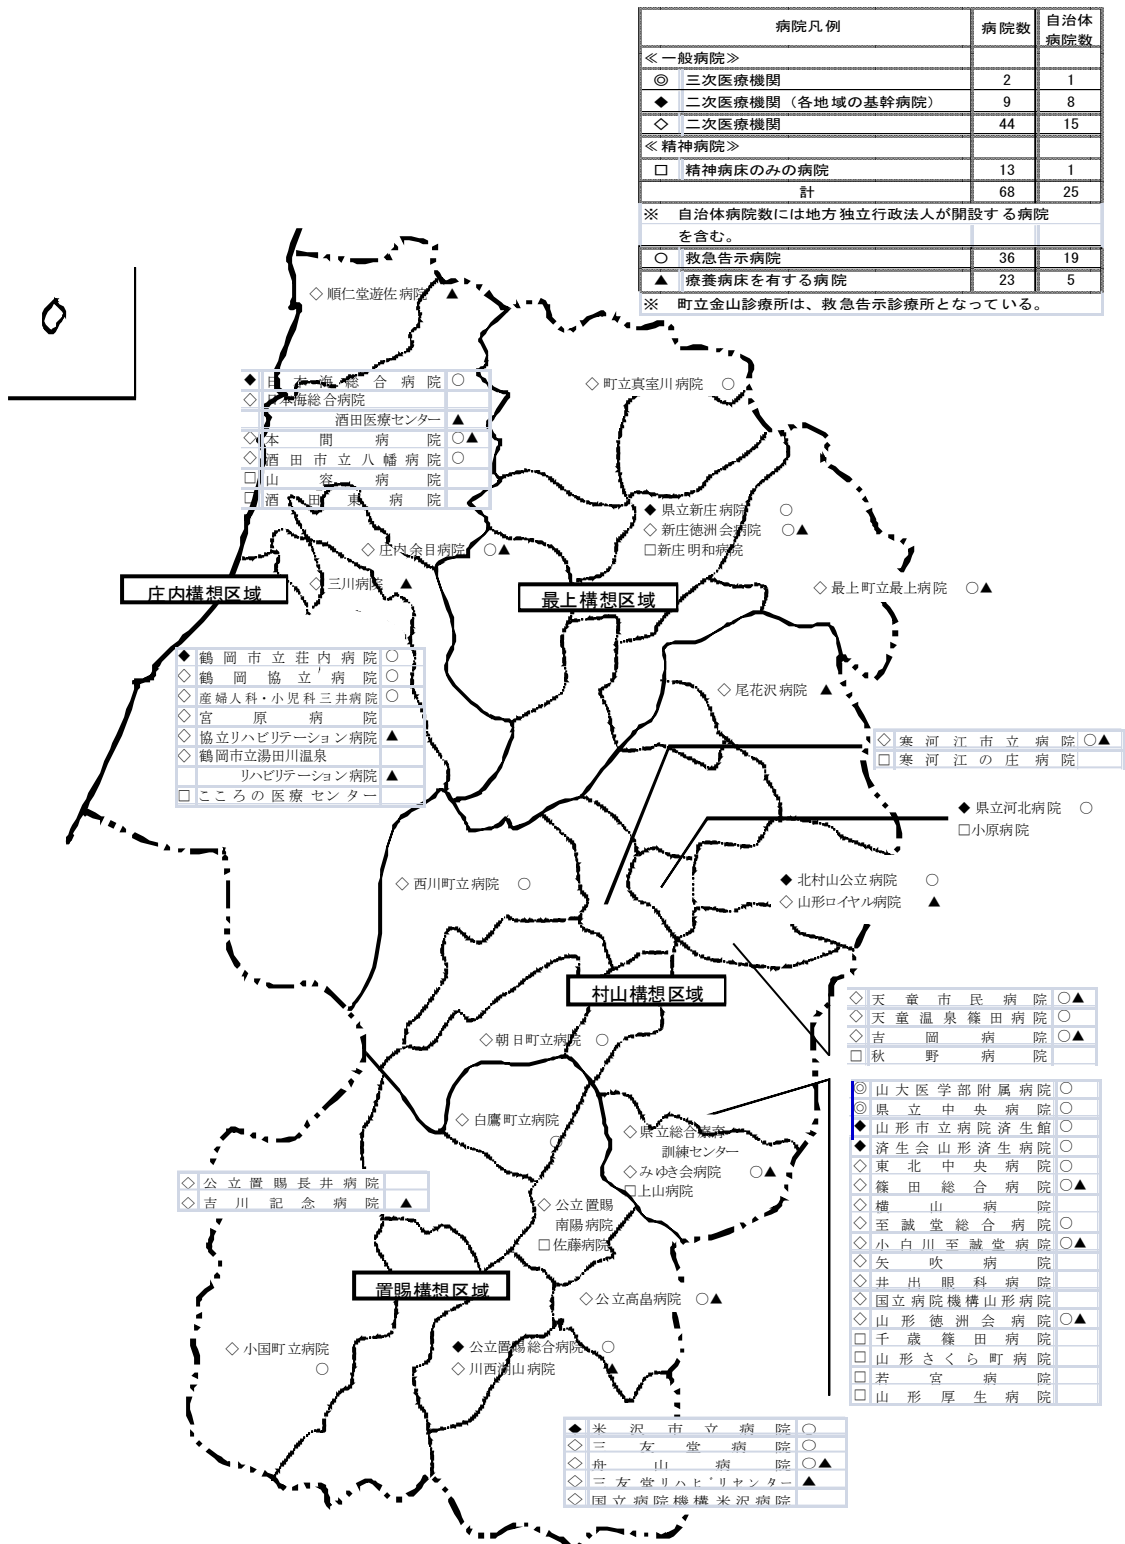 病院凡例 病院数 自治体病院数
≪一般病院≫
◎ 三次医療機関 2 1
◆ 二次医療機関（各地域の基幹病院） 9 8
◇ 二次医療機関 44 15
≪精神病院≫
□ 精神病床のみの病院 13 1
計 68 25
※ 自治体病院数には地方独立行政法人が開設する病院
を含む。
○ 救急告示病院 36 19
▲ 療養病床を有する病院 23 5
※ 町立金山診療所は、救急告示診療所となっている。
◇順仁堂遊佐病院 ▲
◆ 日本海総合病院 ○
◇ 日本海総合病院
酒田医療センター ▲
◇ 本間病院 ○▲
◇ 酒田市立八幡病院 ○
□ 山容病院
□ 酒田東病院
◇町立真室川病院 ○
◆ 県立新庄病院 ○
◇新庄徳洲会病院 ○▲
□新庄明和病院
◇庄内余目病院 ○▲
◇三川病院 ▲
庄内構想区域
最上構想区域
◇最上町立最上病院 ○▲
◆ 鶴岡市立荘内病院 ○
◇ 鶴岡協立病院 ○
◇ 産婦人科・小児科三井病院 ○
◇ 宮原病院
◇ 協立リハビリテーション病院 ▲
◇ 鶴岡市立湯田川温泉
リハビリテーション病院 ▲
□ こころの医療センター
◇尾花沢病院 ▲
◇ 寒河江市立病院 ○▲
□ 寒河江の庄病院
◆ 県立河北病院 ○
□小原病院
◇西川町立病院 ○
◆ 北村山公立病院 ○
◇山形ロイヤル病院 ▲
村山構想区域
◇ 天童市民病院 ○▲
◇ 天童温泉篠田病院 ○
◇ 吉岡病院 ○▲
□ 秋野病院
◇朝日町立病院 ○
◎ 山大医学部附属病院 ○
◎ 県立中央病院 ○
◆ 山形市立病院済生館 ○
◆ 済生会山形済生病院 ○
◇ 東北中央病院 ○
◇ 篠田総合病院 ○▲
◇ 横山病院
◇ 至誠堂総合病院 ○
◇ 小白川至誠堂病院 ○▲
◇ 矢吹病院
◇ 井出眼科病院
◇ 国立病院機構山形病院
◇ 山形徳洲会病院 ○▲
□ 千歳篠田病院
□ 山形さくら町病院
□ 若宮病院
□ 山形厚生病院
◇白鷹町立病院
○
◇県立総合療育
訓練センター
◇みゆき会病院 ○▲
□上山病院
◇ 公立置賜長井病院
◇ 吉川記念病院 ▲
◇公立置賜
南陽病院
□佐藤病院
置賜構想区域
◇公立高畠病院 ○▲
◇小国町立病院
○
◆ 公立置賜総合病院 ○
◇川西湖山病院 ▲
◆ 米沢市立病院 ○
◇ 三友堂病院 ○
◇ 舟山病院 ○▲
◇ 三友堂リハビリセンター ▲
◇ 国立病院機構米沢病院